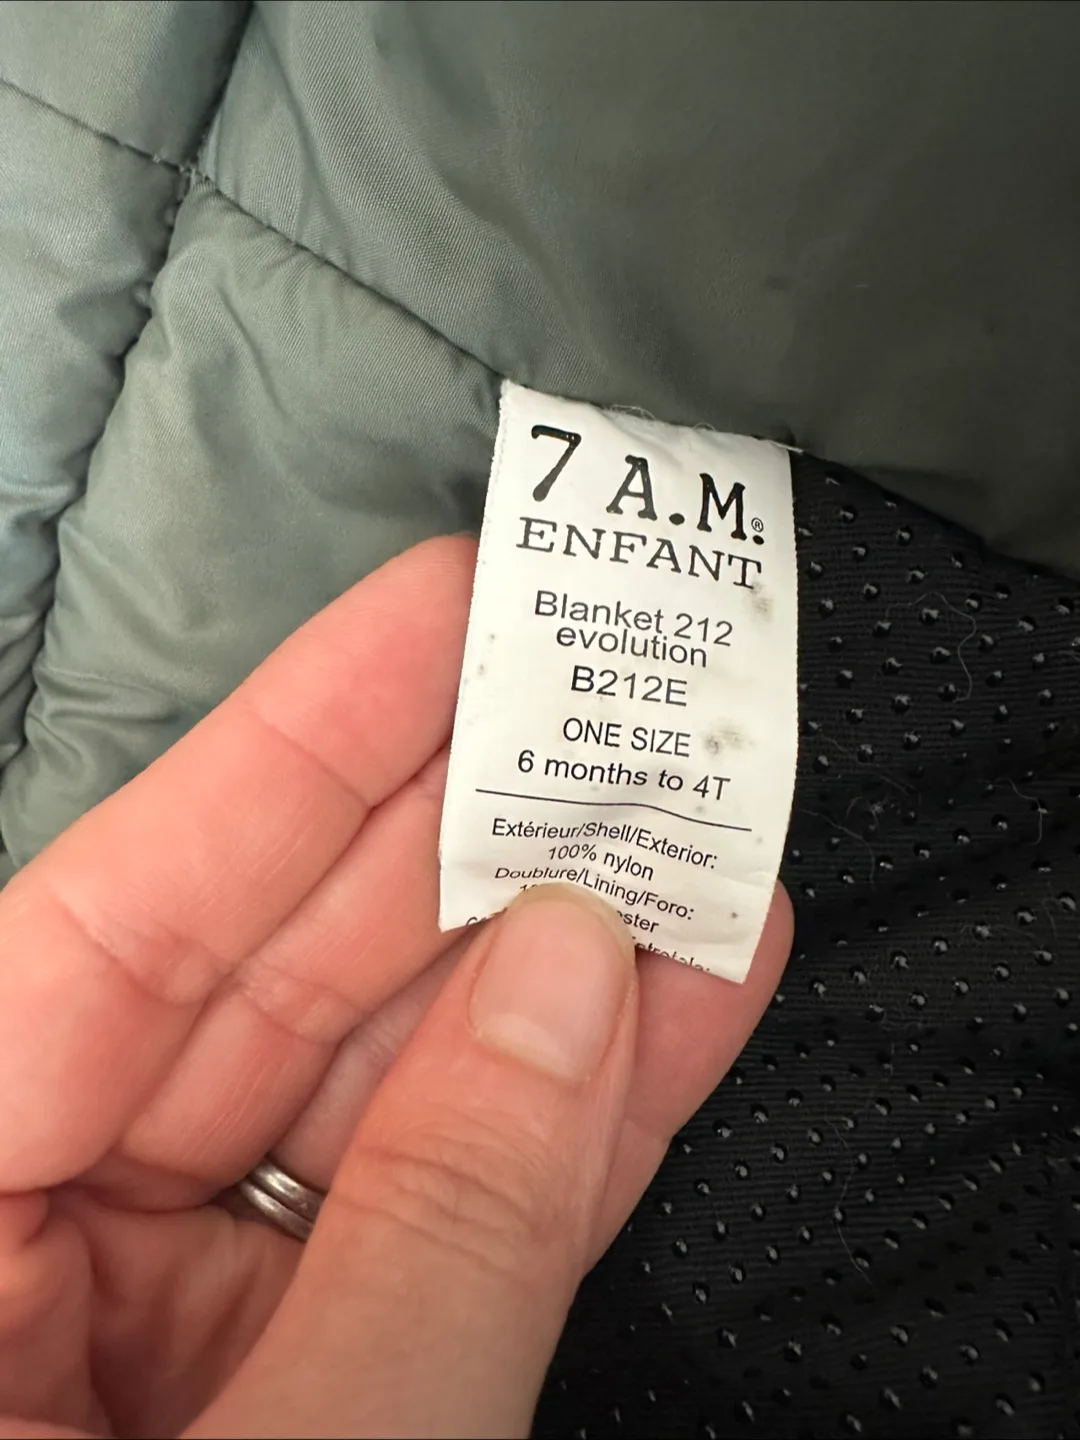 7 A.M.®
ENFANT
Blanket 212
evolution
B212E
ONE SIZE
6 months to 4T
Extérieur/Shell/Exterior:
100% nylon
Doublure/Lining/Foro: